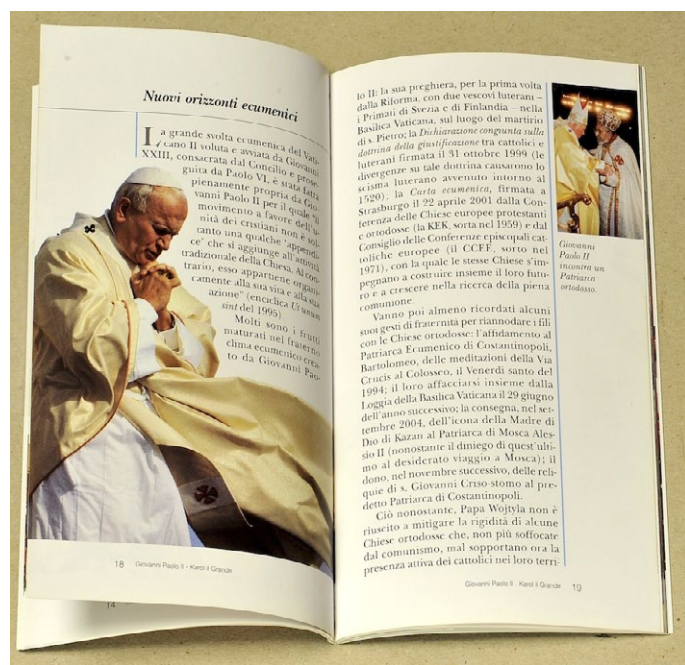 Nuovi orizzonti ecumenici
La grande svolta ecumenica del Vati-
cano II voluta e avviata da Giovanni
XXIII, consacrata dal Concilio e prose-
guita da Paolo VI, è stata fatta
pienamente propria da Gio-
vanni Paolo II per il quale "il
movimento a favore dell'u-
nità dei cristiani non è sol-
tanto una qualche 'appendi-
ce' che si aggiunge all'attività
tradizionale della Chiesa. Al con-
trario, esso appartiene organi-
camente alla sua vita e alla sua
azione" (enciclica Ut unum
sint del 1995).
Molti sono i frutti
maturati nel fraterno
clima ecumenico crea-
to da Giovanni Pao-
18 Giovanni Paolo II - Karol il Grande
14
lo II: la sua preghiera, per la prima volta
dalla Riforma, con due vescovi luterani –
i Primati di Svezia e di Finlandia – nella
Basilica Vaticana, sul luogo del martirio
di s. Pietro; la Dichiarazione congiunta sulla
dottrina della giustificazione tra cattolici e
luterani firmata il 31 ottobre 1999 (le
divergenze su tale dottrina causarono lo
scisma luterano avvenuto intorno al
1520); la Carta ecumenica, firmata a
Strasburgo il 22 aprile 2001 dalla Con-
ferenza delle Chiese europee protestanti
e ortodosse (la KEK, sorta nel 1959) e dal
Consiglio delle Conferenze episcopali cat-
toliche europee (il CCEE, sorto nel
1971), con la quale le stesse Chiese s'im-
pegnano a costruire insieme il loro futu-
ro e a crescere nella ricerca della piena
comunione.
Vanno poi almeno ricordati alcuni
suoi gesti di fraternità per riannodare i fili
con le Chiese ortodosse: l'affidamento al
Patriarca Ecumenico di Costantinopoli,
Bartolomeo, delle meditazioni della Via
Crucis al Colosseo, il Venerdì santo del
1994; il loro affacciarsi insieme dalla
Loggia della Basilica Vaticana il 29 giugno
dell'anno successivo; la consegna, nel set-
tembre 2004, dell'icona della Madre di
Dio di Kazan al Patriarca di Mosca Ales-
sio II (nonostante il diniego di quest'ulti-
mo al desiderato viaggio a Mosca); il
dono, nel novembre successivo, delle reli-
quie di s. Giovanni Criso stomo al pre-
detto Patriarca di Costantinopoli.
Ciò nonostante, Papa Wojtyla non è
riuscito a mitigare la rigidità di alcune
Chiese ortodosse che, non più soffocate
dal comunismo, mal sopportano ora la
presenza attiva dei cattolici nei loro terri-
Giovanni
Paolo II
incontra un
Patriarca
ortodosso.
Giovanni Paolo II - Karol il Grande 19